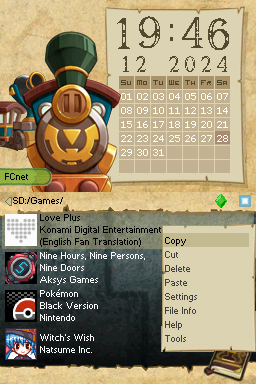 19:46
12 2024
Su Mo Tu We Th Fr Sa
01 02 03 04 05 06 07
08 09 10 11 12 13 14
15 16 17 18 19 20 21
22 23 24 25 26 27 28
29 30 31
FCnet
SD:/Games/
Love Plus
Konami Digital Entertainment
(English Fan Translation)
Nine Hours, Nine Persons,
Nine Doors
Aksys Games
Pokémon
Black Version
Nintendo
Witch's Wish
Natsume Inc.
Copy
Cut
Delete
Paste
Settings
File Info
Help
Tools